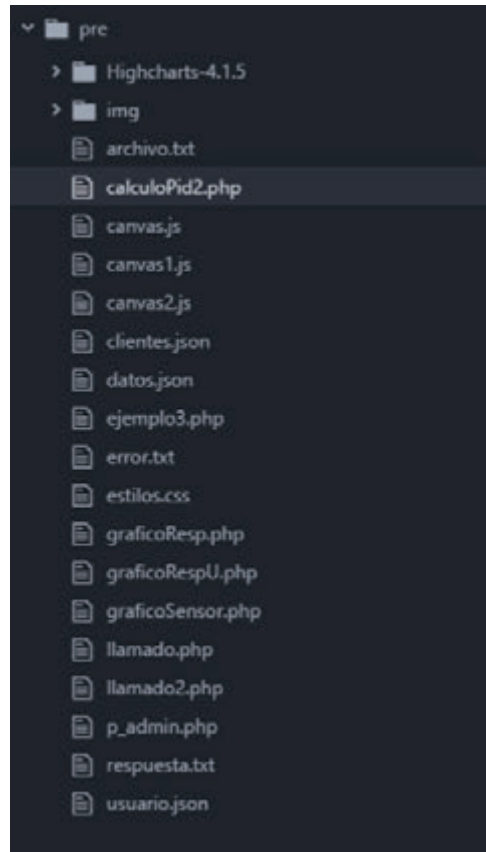 pre
Highcharts-4.1.5
img
archivo.txt
calculoPid2.php
canvas.js
canvas1.js
canvas2.js
clientes.json
datos.json
ejemplo3.php
error.txt
estilos.css
graficoResp.php
graficoRespU.php
graficoSensor.php
llamado.php
llamado2.php
p_admin.php
respuesta.txt
usuario.json